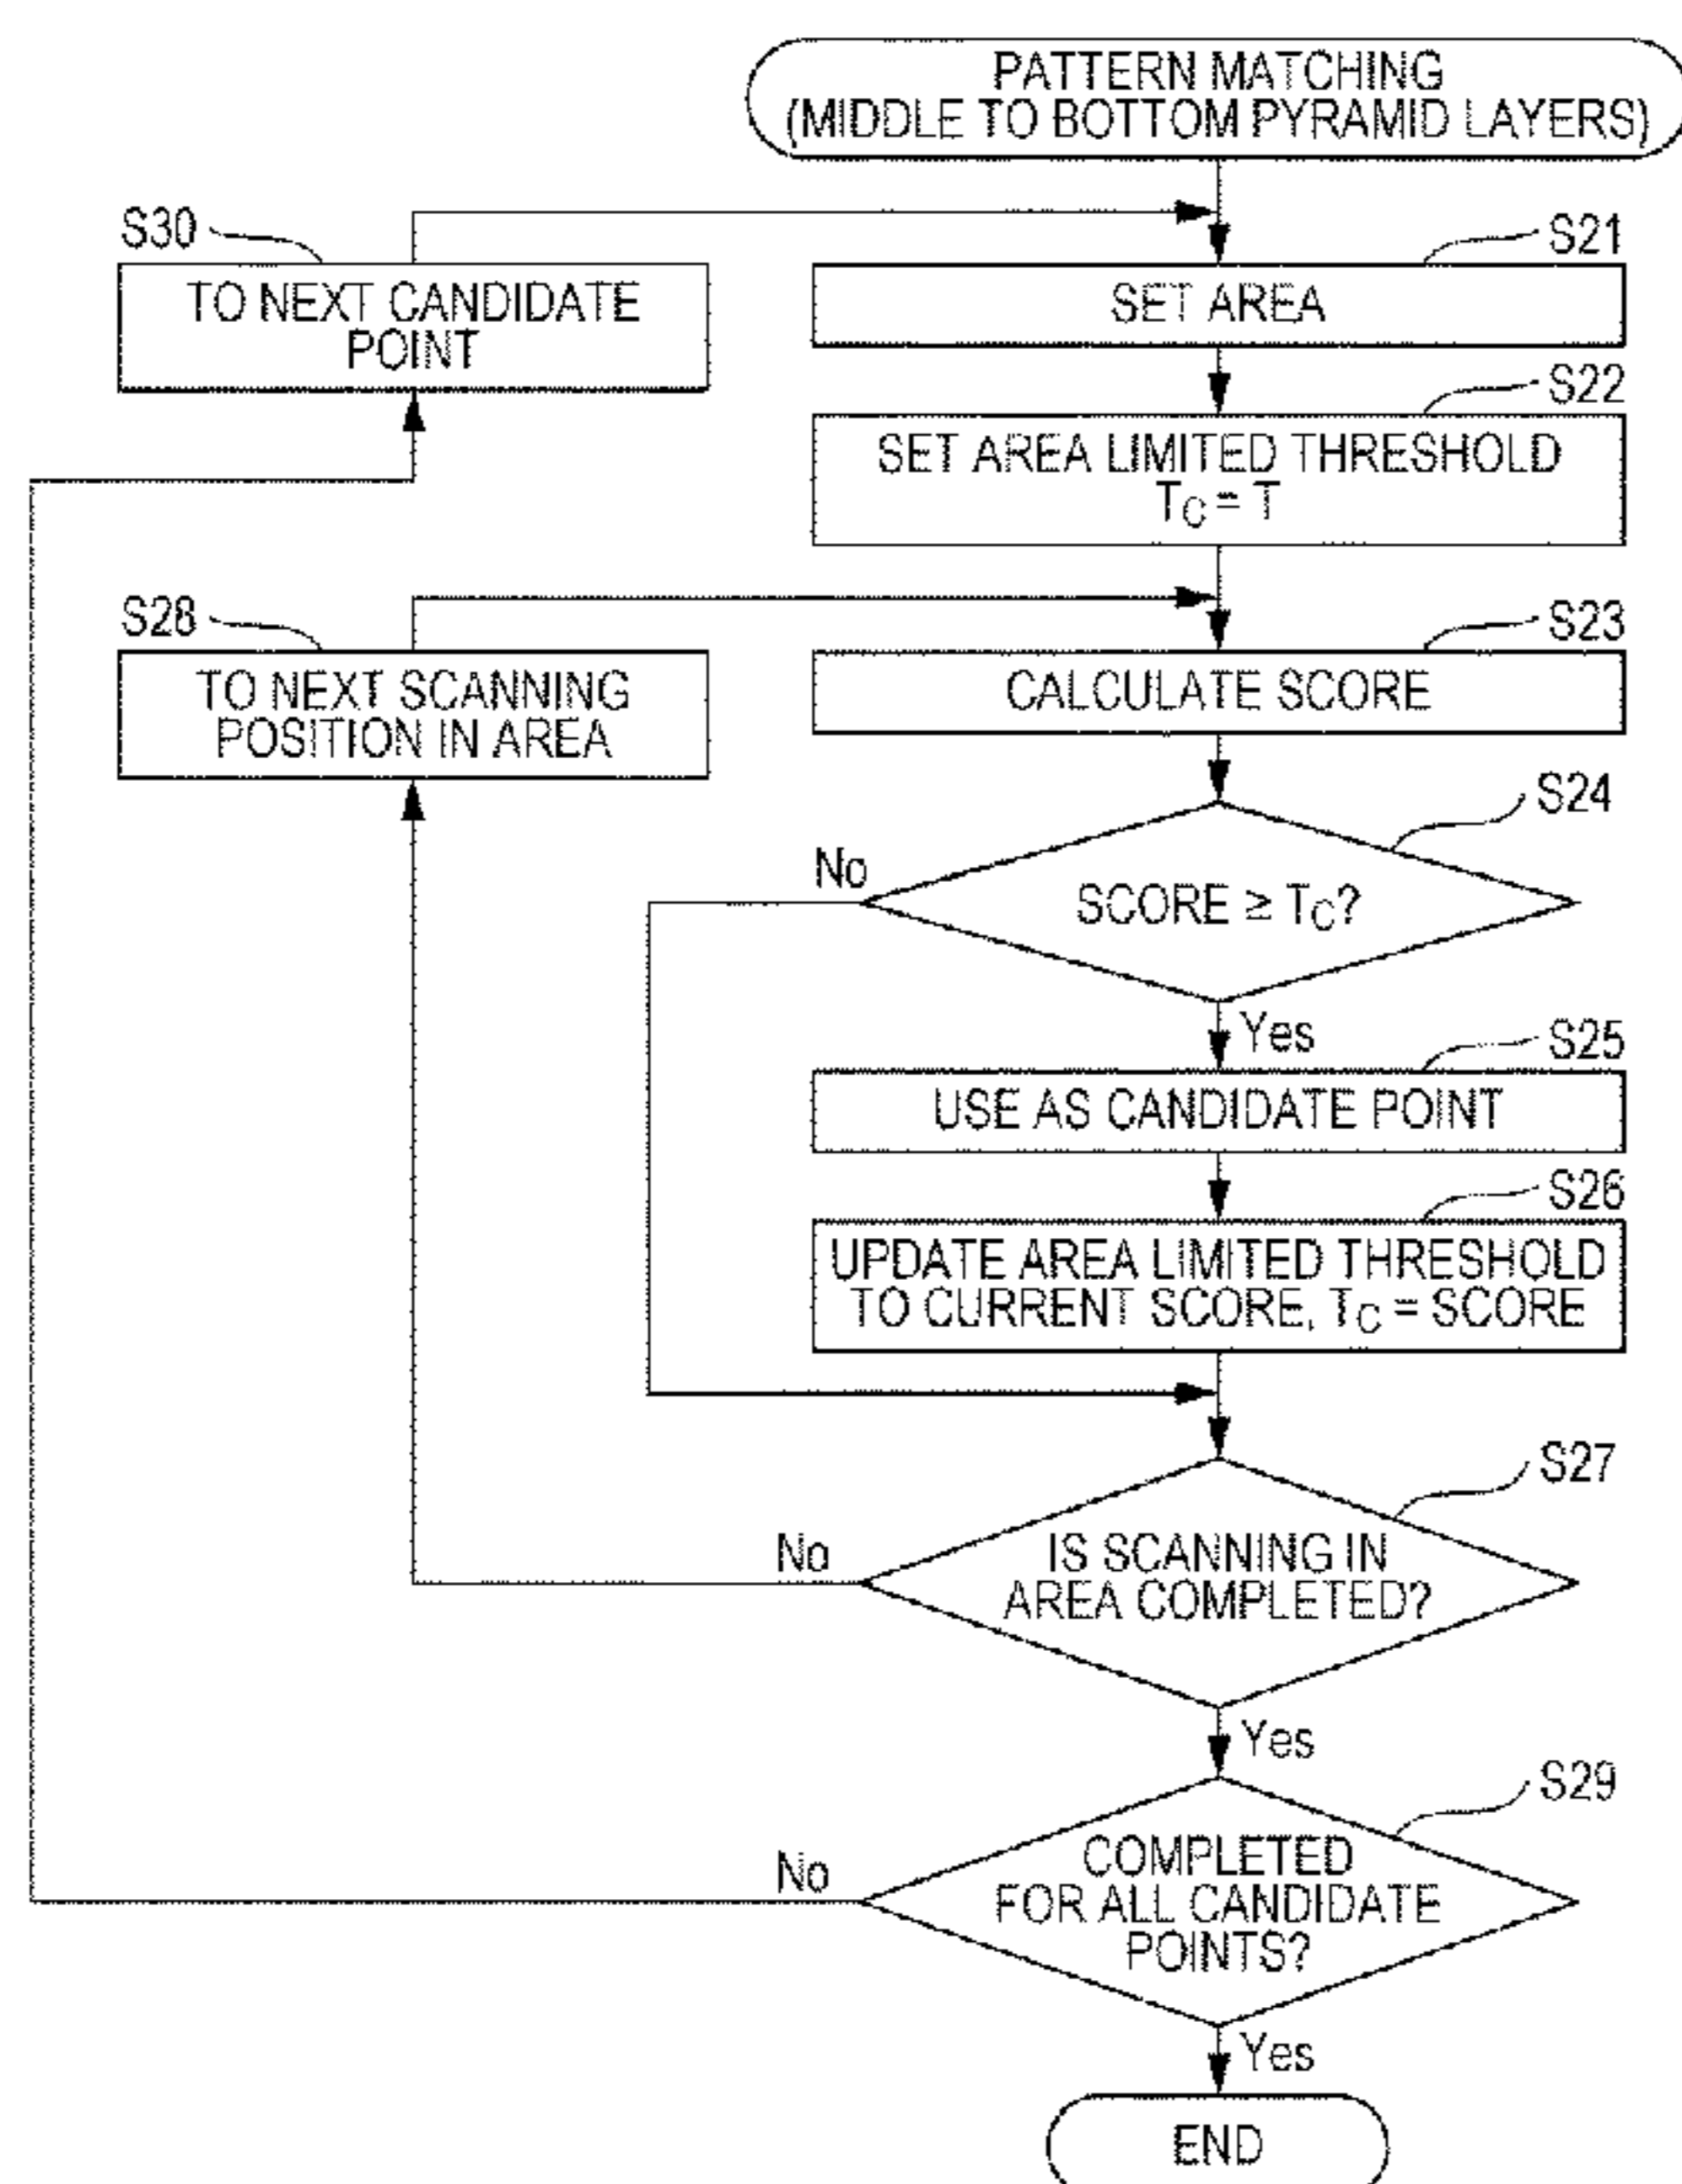 PATTERN MATCHING
(MIDDLE TO BOTTOM PYRAMID LAYERS)
S30
TO NEXT CANDIDATE
POINT
S21
SET AREA
S22
SET AREA LIMITED THRESHOLD
TC = T
S28
TO NEXT SCANNING
POSITION IN AREA
S23
CALCULATE SCORE
S24
No
SCORE ≥ TC?
Yes
S25
USE AS CANDIDATE POINT
S26
UPDATE AREA LIMITED THRESHOLD
TO CURRENT SCORE, TC = SCORE
S27
No
IS SCANNING IN
AREA COMPLETED?
Yes
S29
No
COMPLETED
FOR ALL CANDIDATE
POINTS?
Yes
END